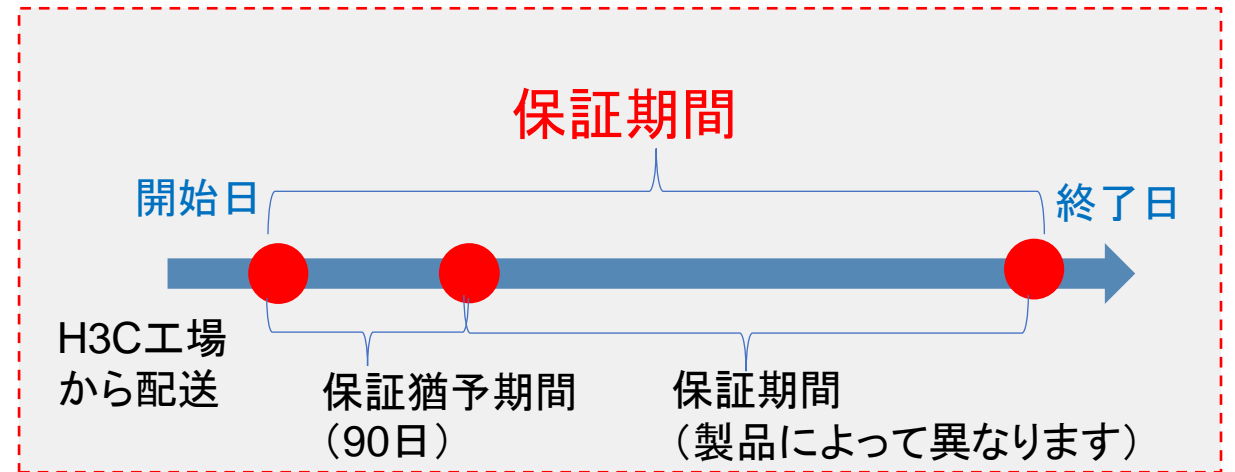 保証期間
開始日
終了日
H3C工場
から配送
保証猶予期間
（90日）
保証期間
（製品によって異なります）